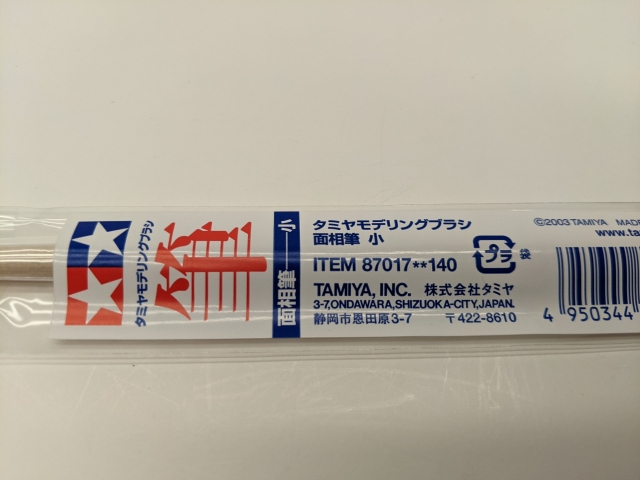 タミヤモデリングブラシ
筆
面相筆—小
タミヤモデリングブラシ
面相筆 小
ITEM 87017**140
TAMIYA, INC. 株式会社タミヤ
3-7,ONDAWARA,SHIZUOKA-CITY,JAPAN.
静岡市恩田原3-7 〒422-8610
プラ 袋
©2003 TAMIYA MADE
www.ta
4 950344